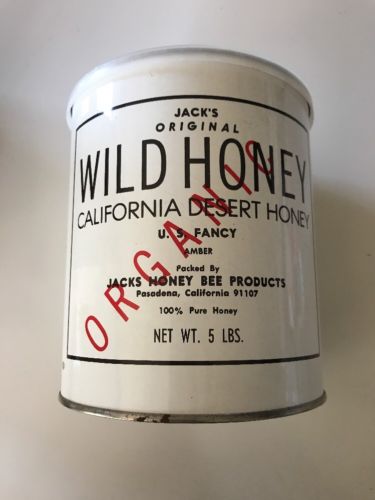 JACK'S
ORIGINAL
WILD HONEY
CALIFORNIA DESERT HONEY
U. S. FANCY
AMBER
Packed By
JACKS HONEY BEE PRODUCTS
Pasadena, California 91107
100% Pure Honey
NET WT. 5 LBS.
ORGANIC